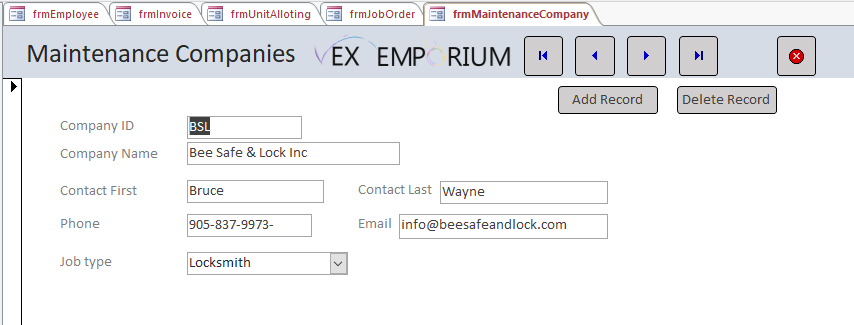 frmEmployee frmInvoice frmUnitAlloting frmJobOrder frmMaintenanceCompany
Maintenance Companies VEX EMPORIUM
Add Record Delete Record
Company ID BSL
Company Name Bee Safe & Lock Inc
Contact First Bruce Contact Last Wayne
Phone 905-837-9973- Email info@beesafeandlock.com
Job type Locksmith